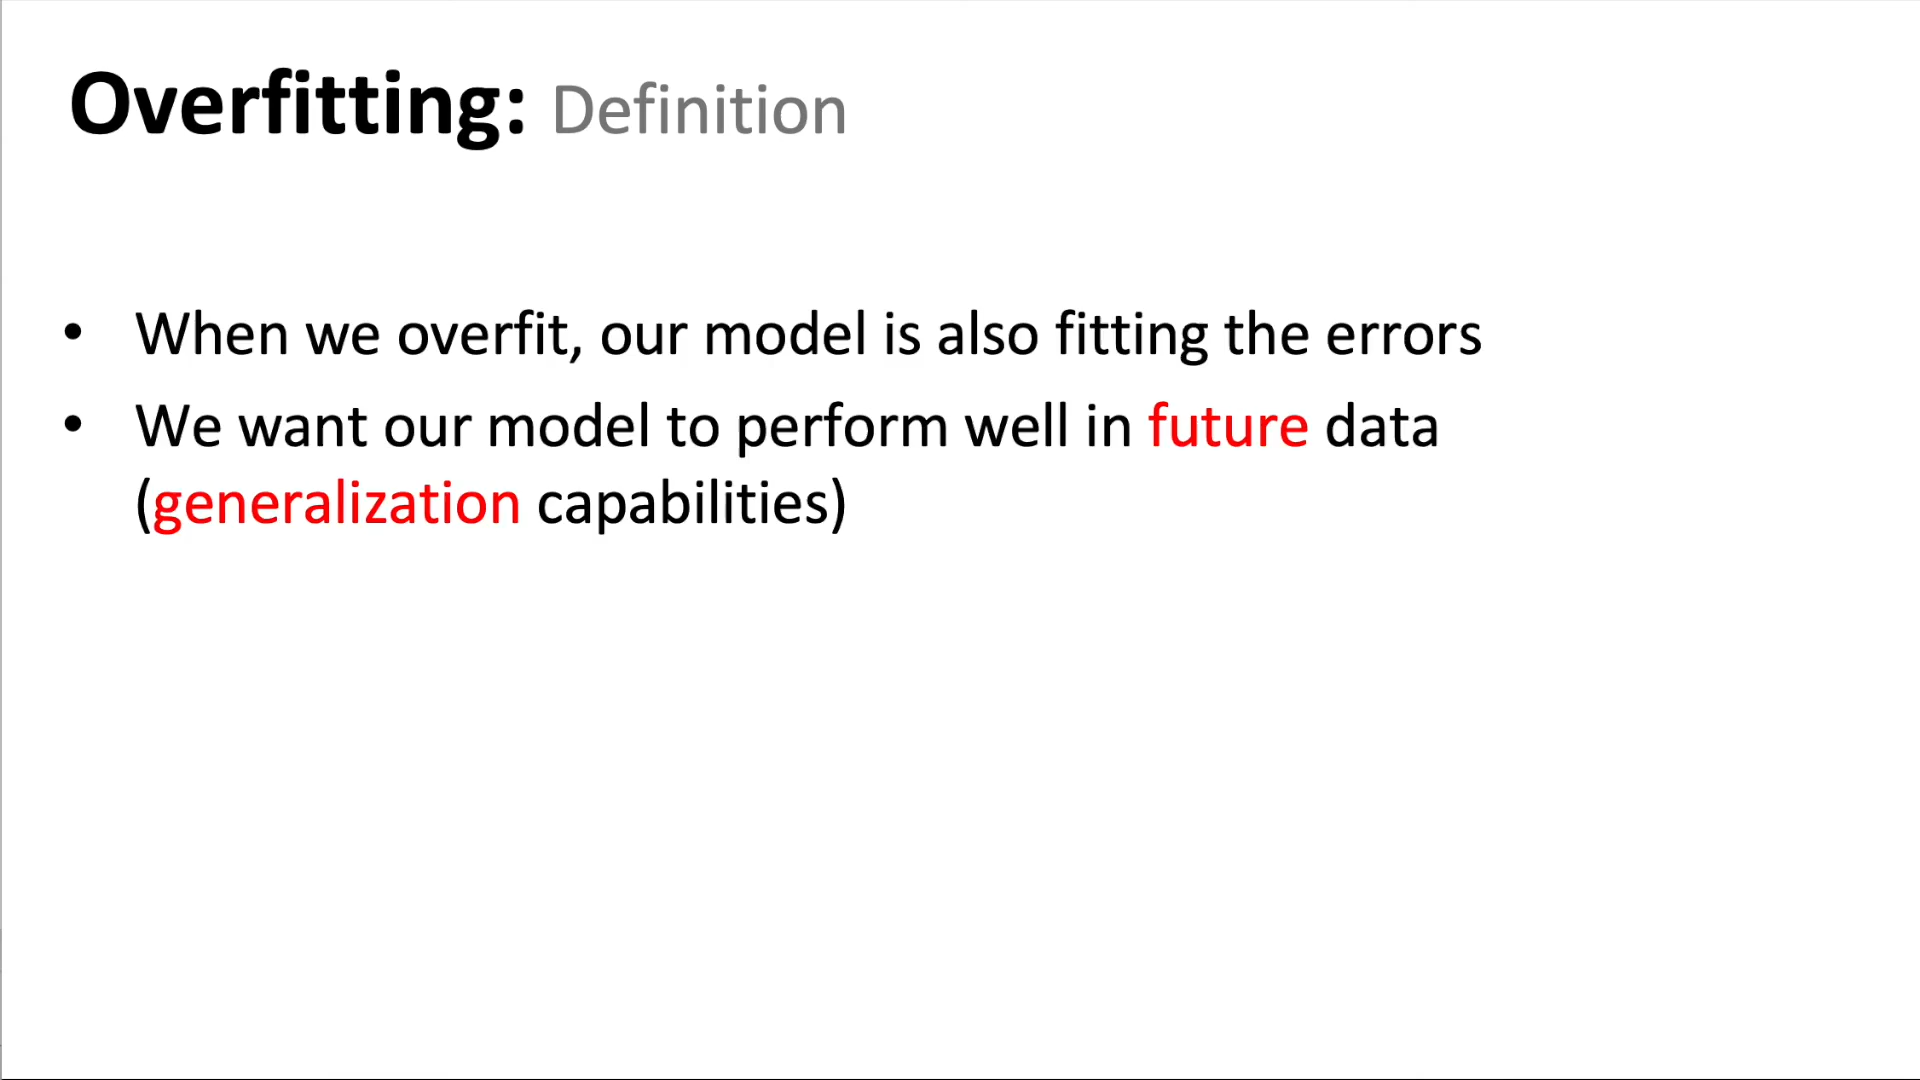 Overfitting: Definition
• When we overfit, our model is also fitting the errors
• We want our model to perform well in future data
(generalization capabilities)